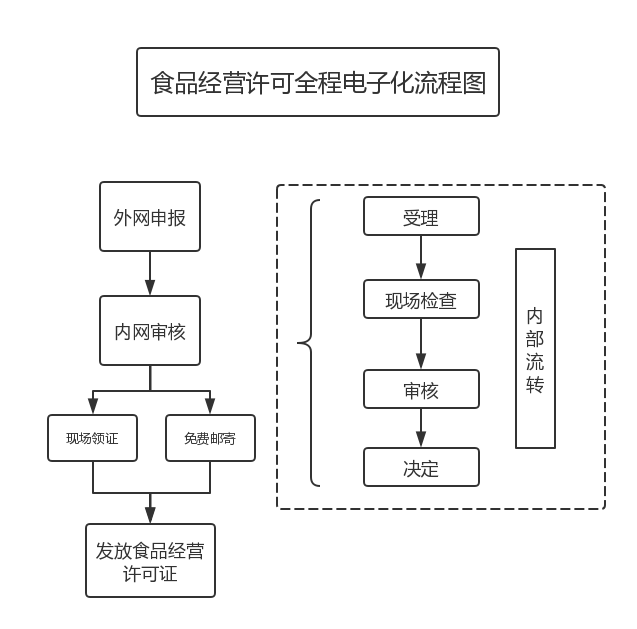 食品经营许可全程电子化流程图
外网申报
内网审核
现场领证
免费邮寄
发放食品经营
许可证
受理
现场检查
审核
决定
内
部
流
转